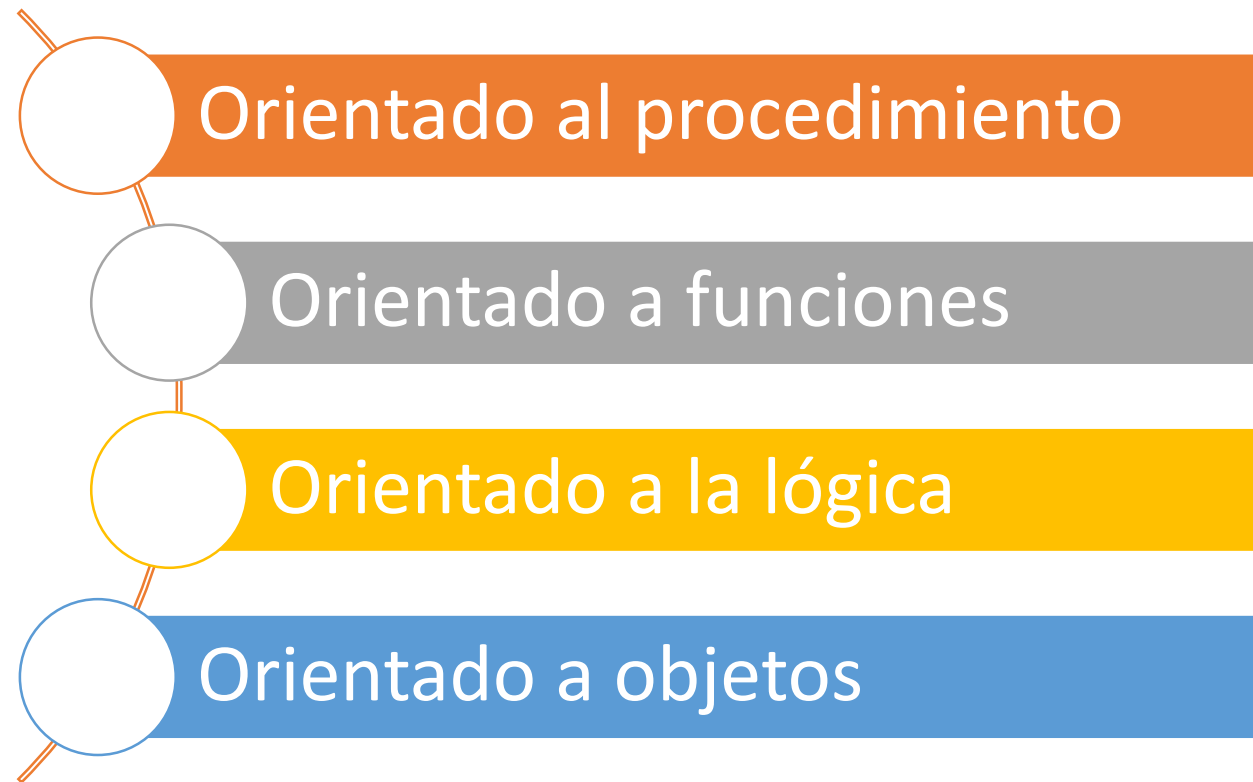 Orientado al procedimiento
Orientado a funciones
Orientado a la lógica
Orientado a objetos